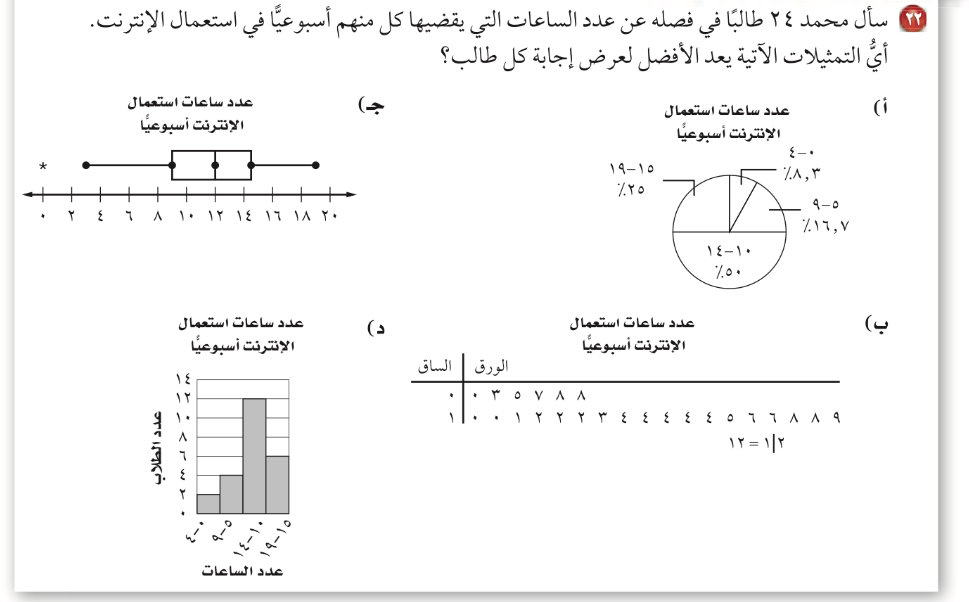 ٢٢ سأل محمد ٢٤ طالبًا في فصله عن عدد الساعات التي يقضيها كل منهم أسبوعيًّا في استعمال الإنترنت.
أيُّ التمثيلات الآتية يعد الأفضل لعرض إجابة كل طالب؟
أ)
عدد ساعات استعمال
الإنترنت أسبوعيًّا
٠-٤
٨,٣٪
٥-٩
١٦,٧٪
١٠-١٤
٥٠٪
١٥-١٩
٢٥٪
جـ)
عدد ساعات استعمال
الإنترنت أسبوعيًّا
*
٠ ٢ ٤ ٦ ٨ ١٠ ١٢ ١٤ ١٦ ١٨ ٢٠
ب)
عدد ساعات استعمال
الإنترنت أسبوعيًّا
الساق | الورق
٠ | ٠ ٣ ٥ ٧ ٨ ٨
١ | ٠ ٠ ١ ٢ ٢ ٢ ٣ ٤ ٤ ٤ ٤ ٤ ٥ ٦ ٦ ٨ ٨ ٩
١|٢ = ١٢
د)
عدد ساعات استعمال
الإنترنت أسبوعيًّا
١٤
١٢
١٠
٨
٦
٤
٢
٠
عدد الطلاب
٠-٤
٥-٩
١٠-١٤
١٥-١٩
عدد الساعات